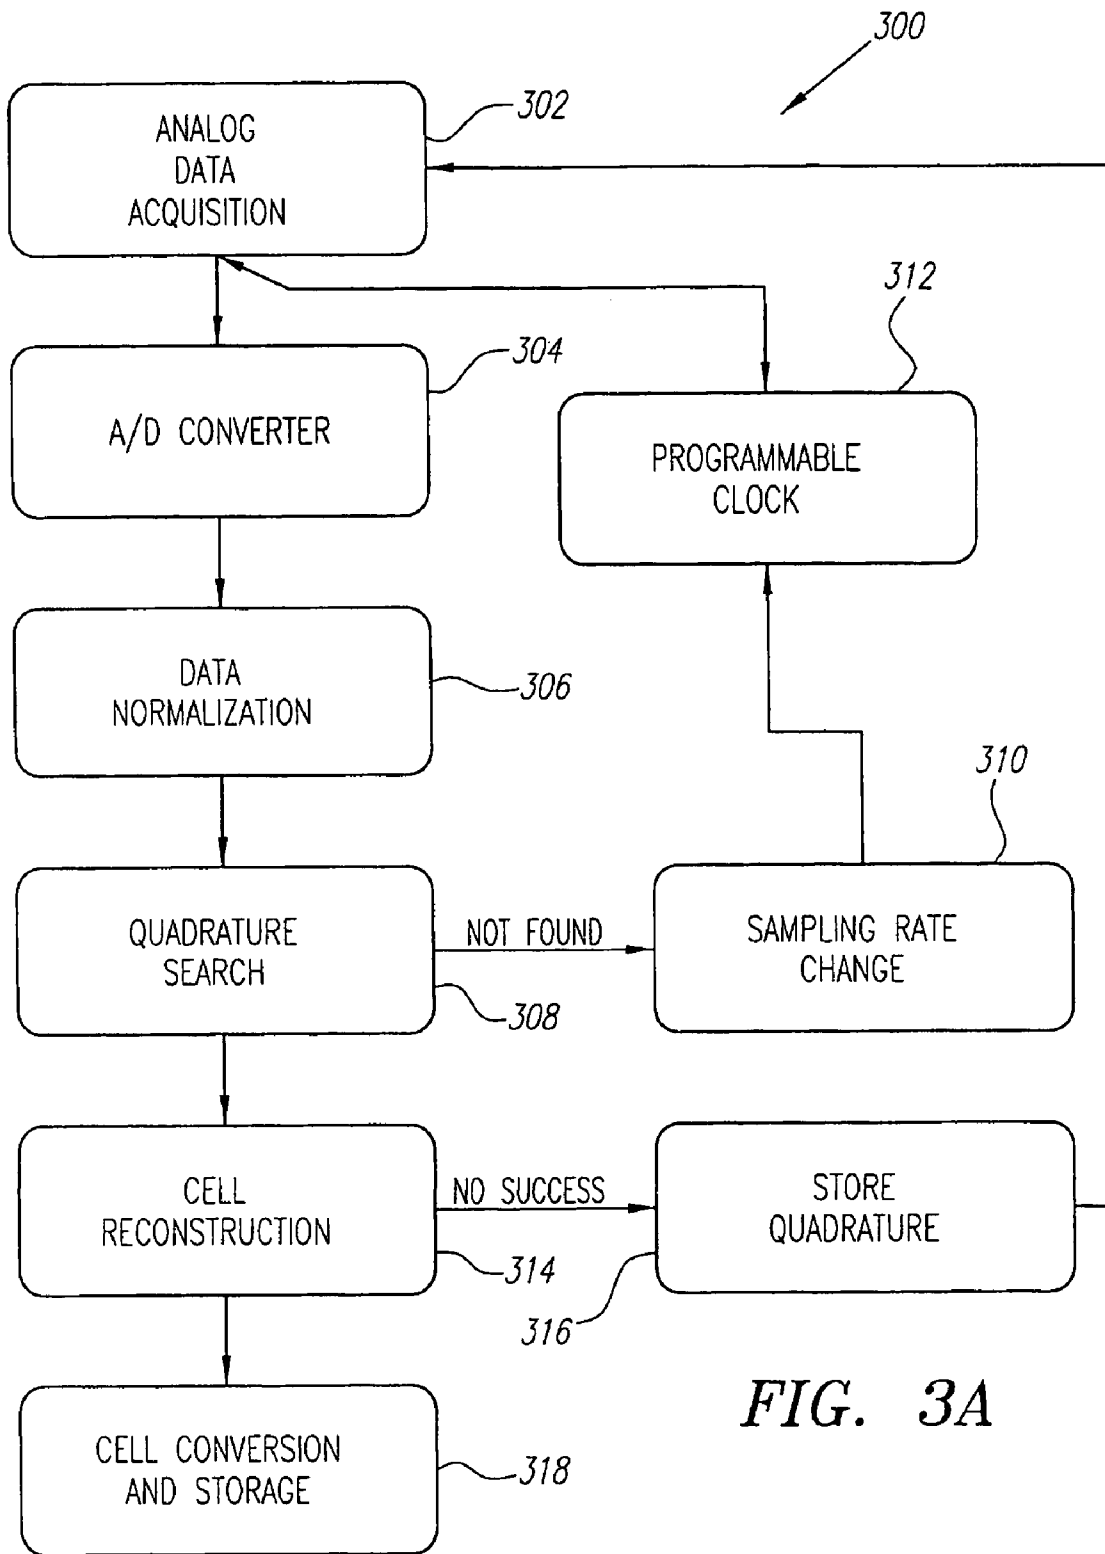 300
302
ANALOG
DATA
ACQUISITION
312
304
A/D CONVERTER
PROGRAMMABLE
CLOCK
306
DATA
NORMALIZATION
310
QUADRATURE
SEARCH
NOT FOUND
SAMPLING RATE
CHANGE
308
CELL
RECONSTRUCTION
NO SUCCESS
STORE
QUADRATURE
314
316
FIG. 3A
CELL CONVERSION
AND STORAGE
318